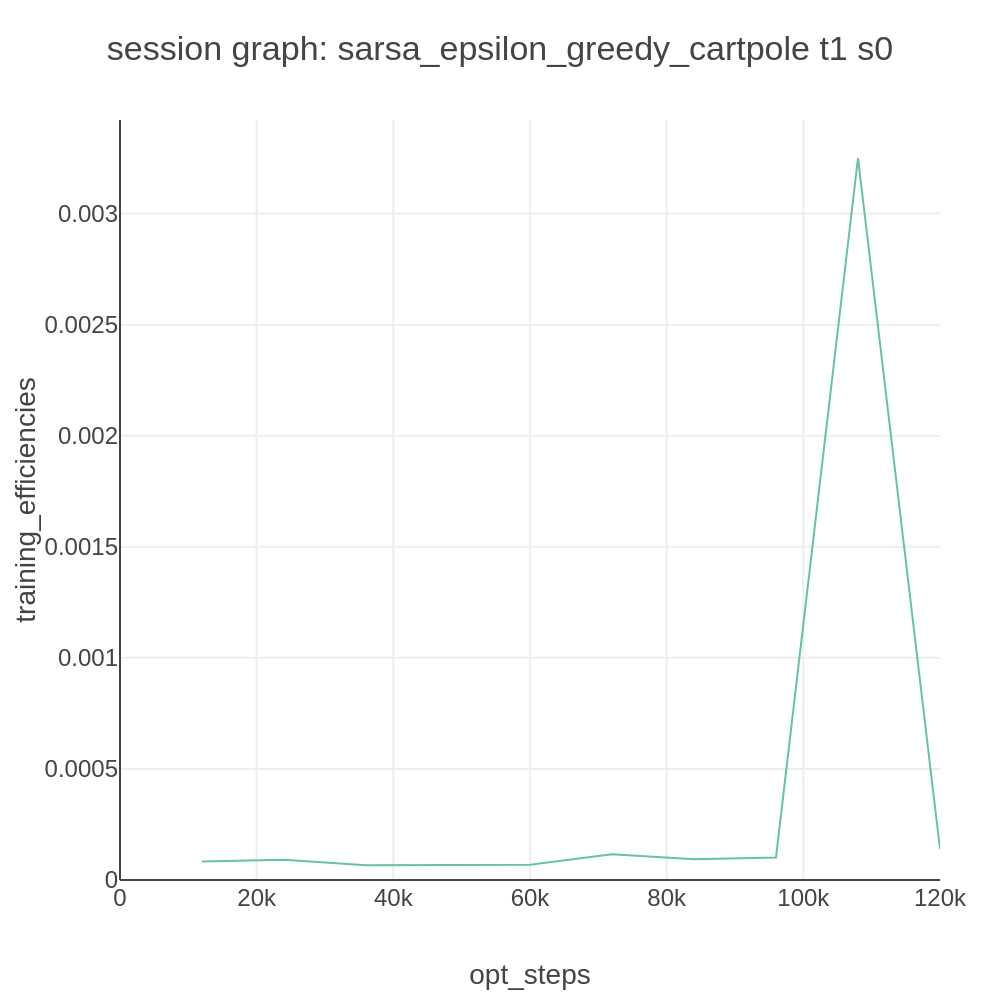 session graph: sarsa_epsilon_greedy_cartpole t1 s0
training_efficiencies
0.003
0.0025
0.002
0.0015
0.001
0.0005
0
0 20k 40k 60k 80k 100k 120k
opt_steps